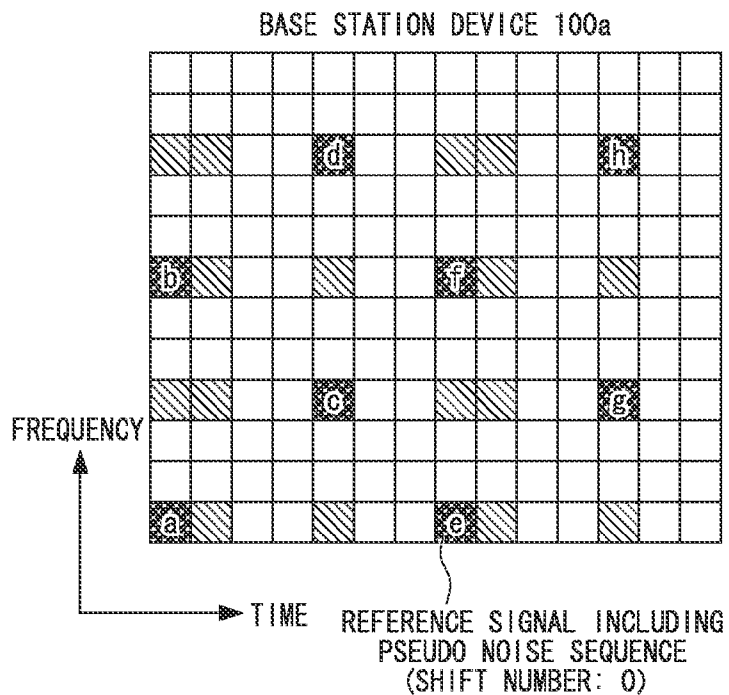 BASE STATION DEVICE 100a
d h
b f
c g
FREQUENCY
a e
TIME
REFERENCE SIGNAL INCLUDING
PSEUDO NOISE SEQUENCE
(SHIFT NUMBER: 0)